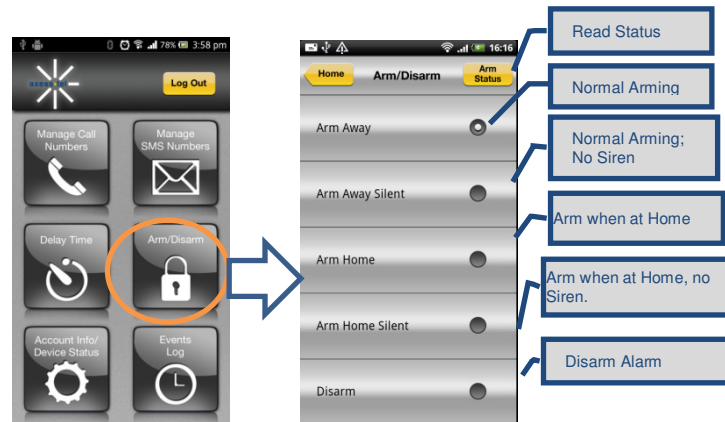 78% 3:58 pm
Log Out
Manage Call
Numbers
Manage
SMS Numbers
Delay Time
Arm/Disarm
Account Info/
Device Status
Events
Log
16:16
Home
Arm/Disarm
Arm
Status
Arm Away
Arm Away Silent
Arm Home
Arm Home Silent
Disarm
Read Status
Normal Arming
Normal Arming;
No Siren
Arm when at Home
Arm when at Home, no
Siren.
Disarm Alarm